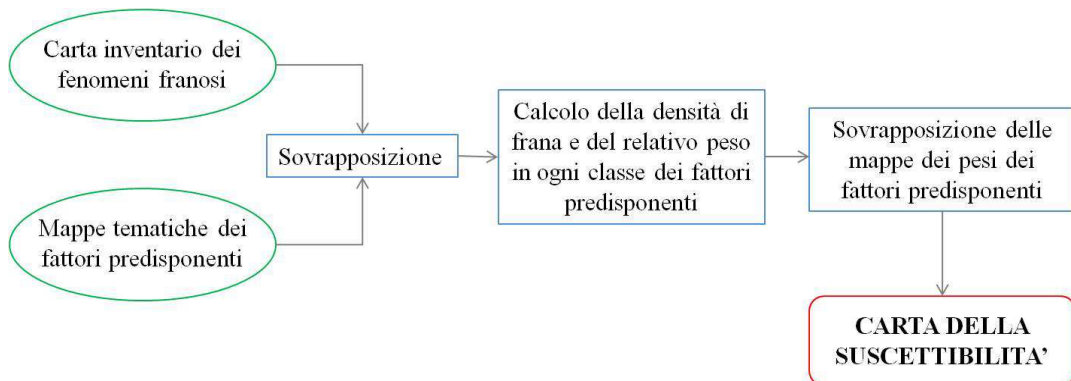 Carta inventario dei
fenomeni franosi
Mappe tematiche dei
fattori predisponenti
Sovrapposizione
Calcolo della densità di
frana e del relativo peso
in ogni classe dei fattori
predisponenti
Sovrapposizione delle
mappe dei pesi dei
fattori predisponenti
CARTA DELLA
SUSCETTIBILITA’